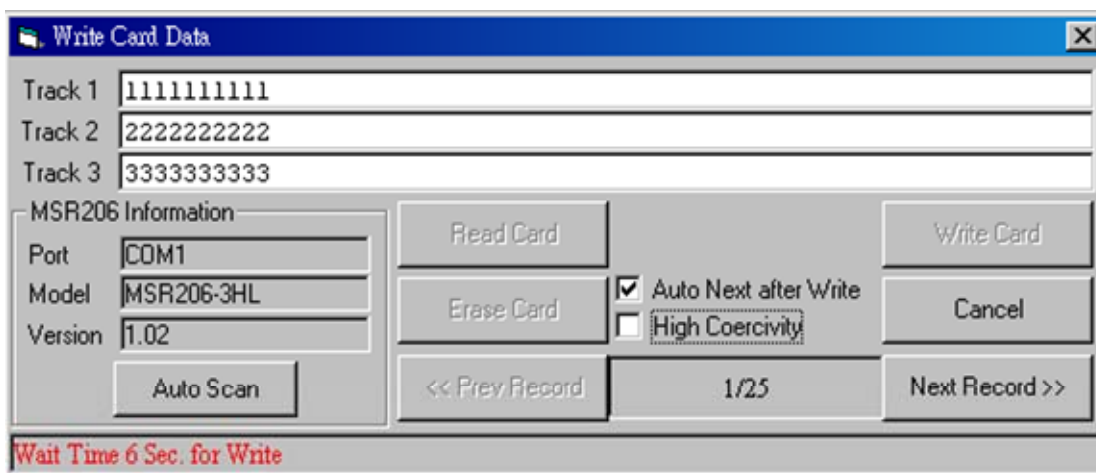 Write Card Data
Track 1 1111111111
Track 2 2222222222
Track 3 3333333333
MSR206 Information
Port COM1
Model MSR206-3HL
Version 1.02
Auto Scan
Read Card
Write Card
Erase Card
Auto Next after Write
High Coercivity
Cancel
<< Prev Record
1/25
Next Record >>
Wait Time 6 Sec. for Write